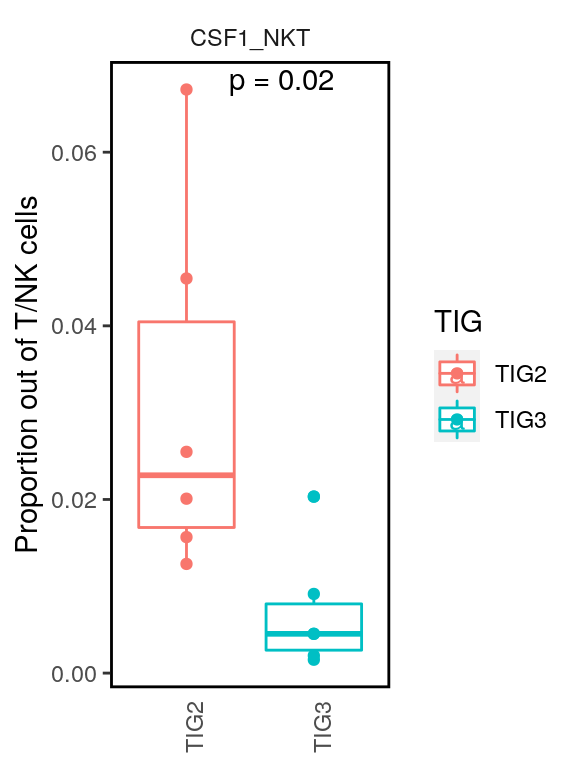 CSF1_NKT
p = 0.02
Proportion out of T/NK cells
0.06
0.04
0.02
0.00
TIG2
TIG3
TIG
TIG2
TIG3